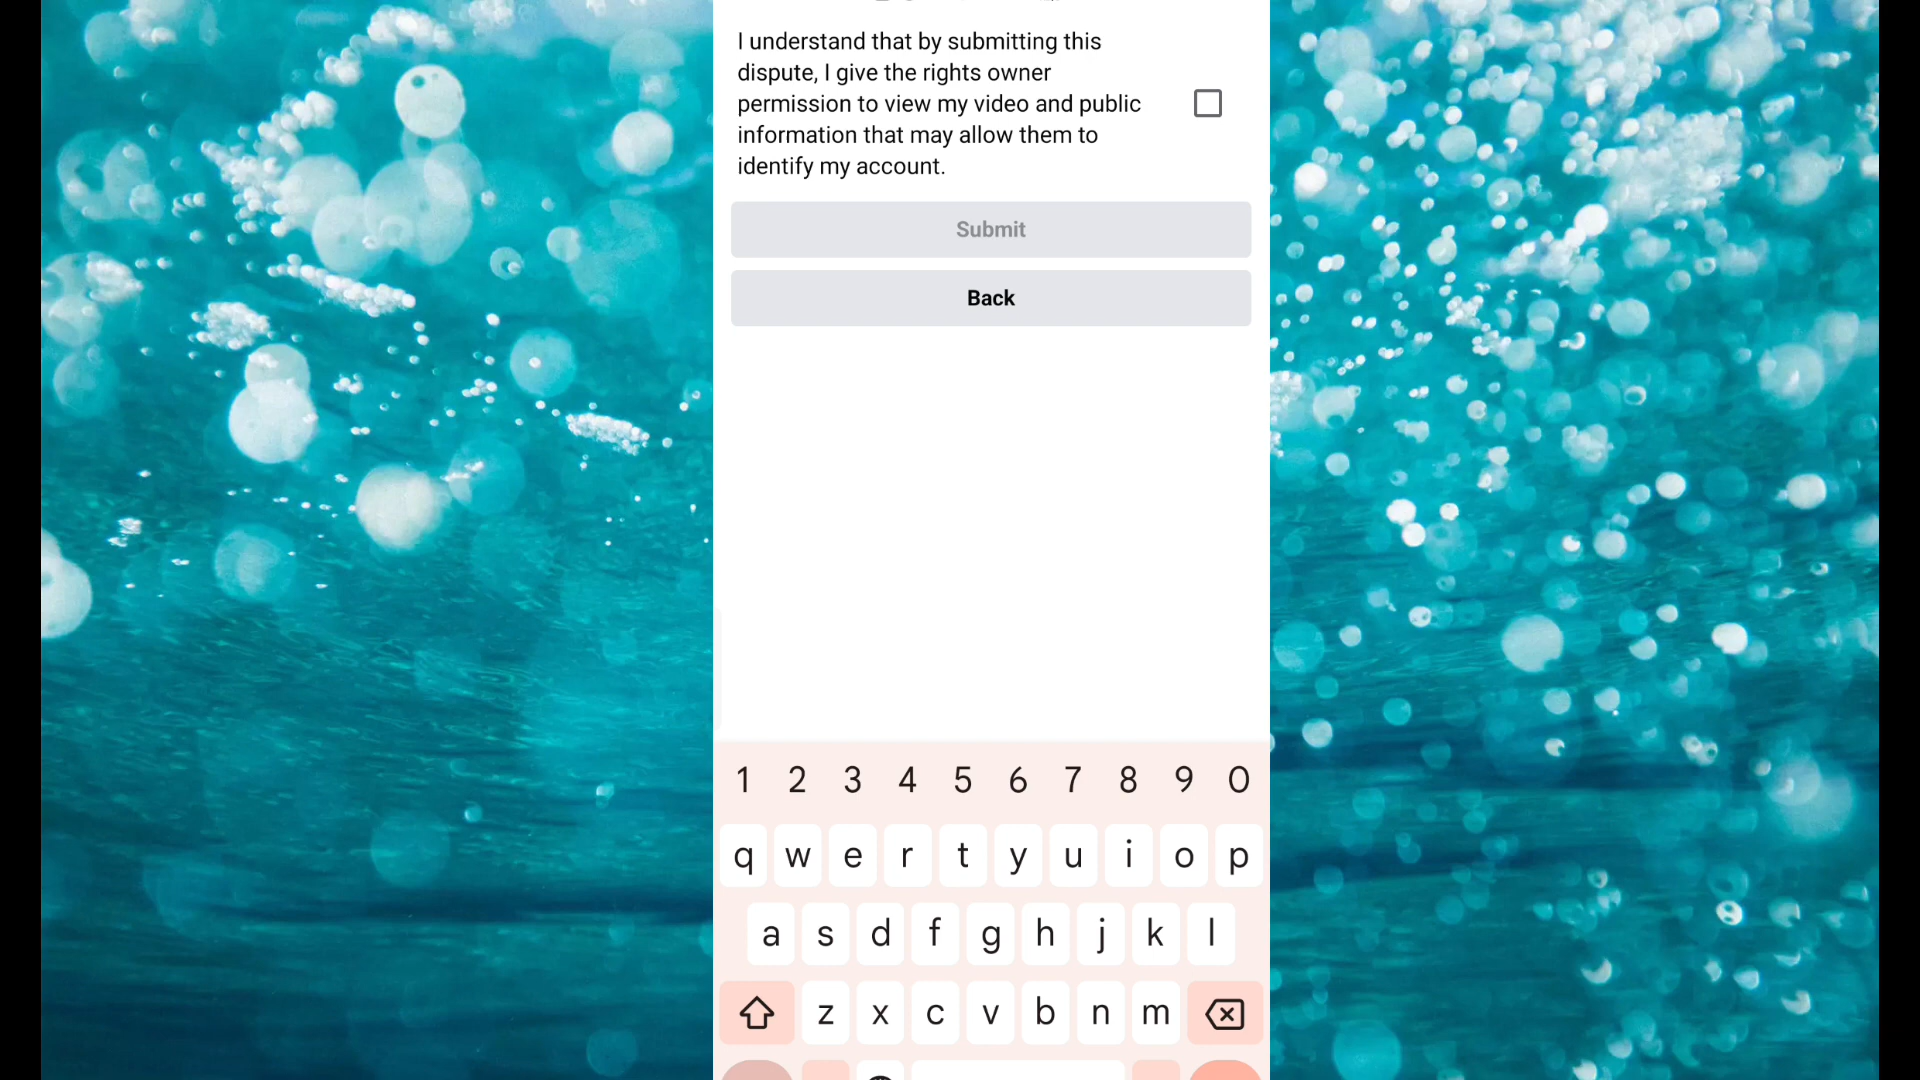 I understand that by submitting this
dispute, I give the rights owner
permission to view my video and public
information that may allow them to
identify my account.
Submit
Back
1 2 3 4 5 6 7 8 9 0
q w e r t y u i o p
a s d f g h j k l
z x c v b n m